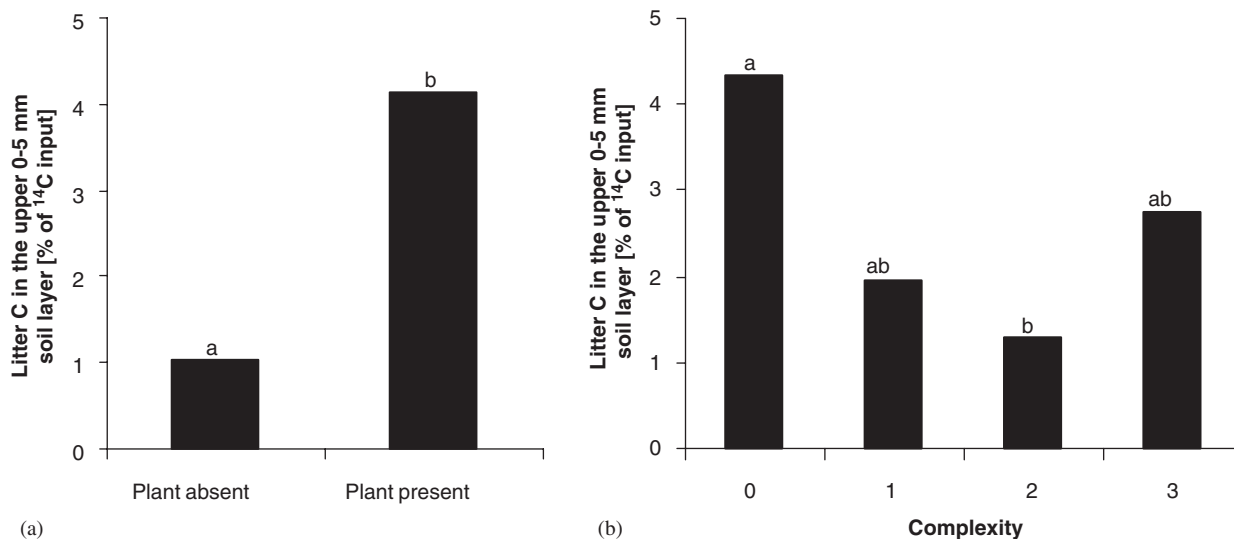 Litter C in the upper 0-5 mm
soil layer [% of ¹⁴C input]
5
4
3
2
1
0
a
b
Plant absent
Plant present
(a)
Litter C in the upper 0-5 mm
soil layer [% of ¹⁴C input]
5
4
3
2
1
0
a
ab
b
ab
0
1
2
3
Complexity
(b)